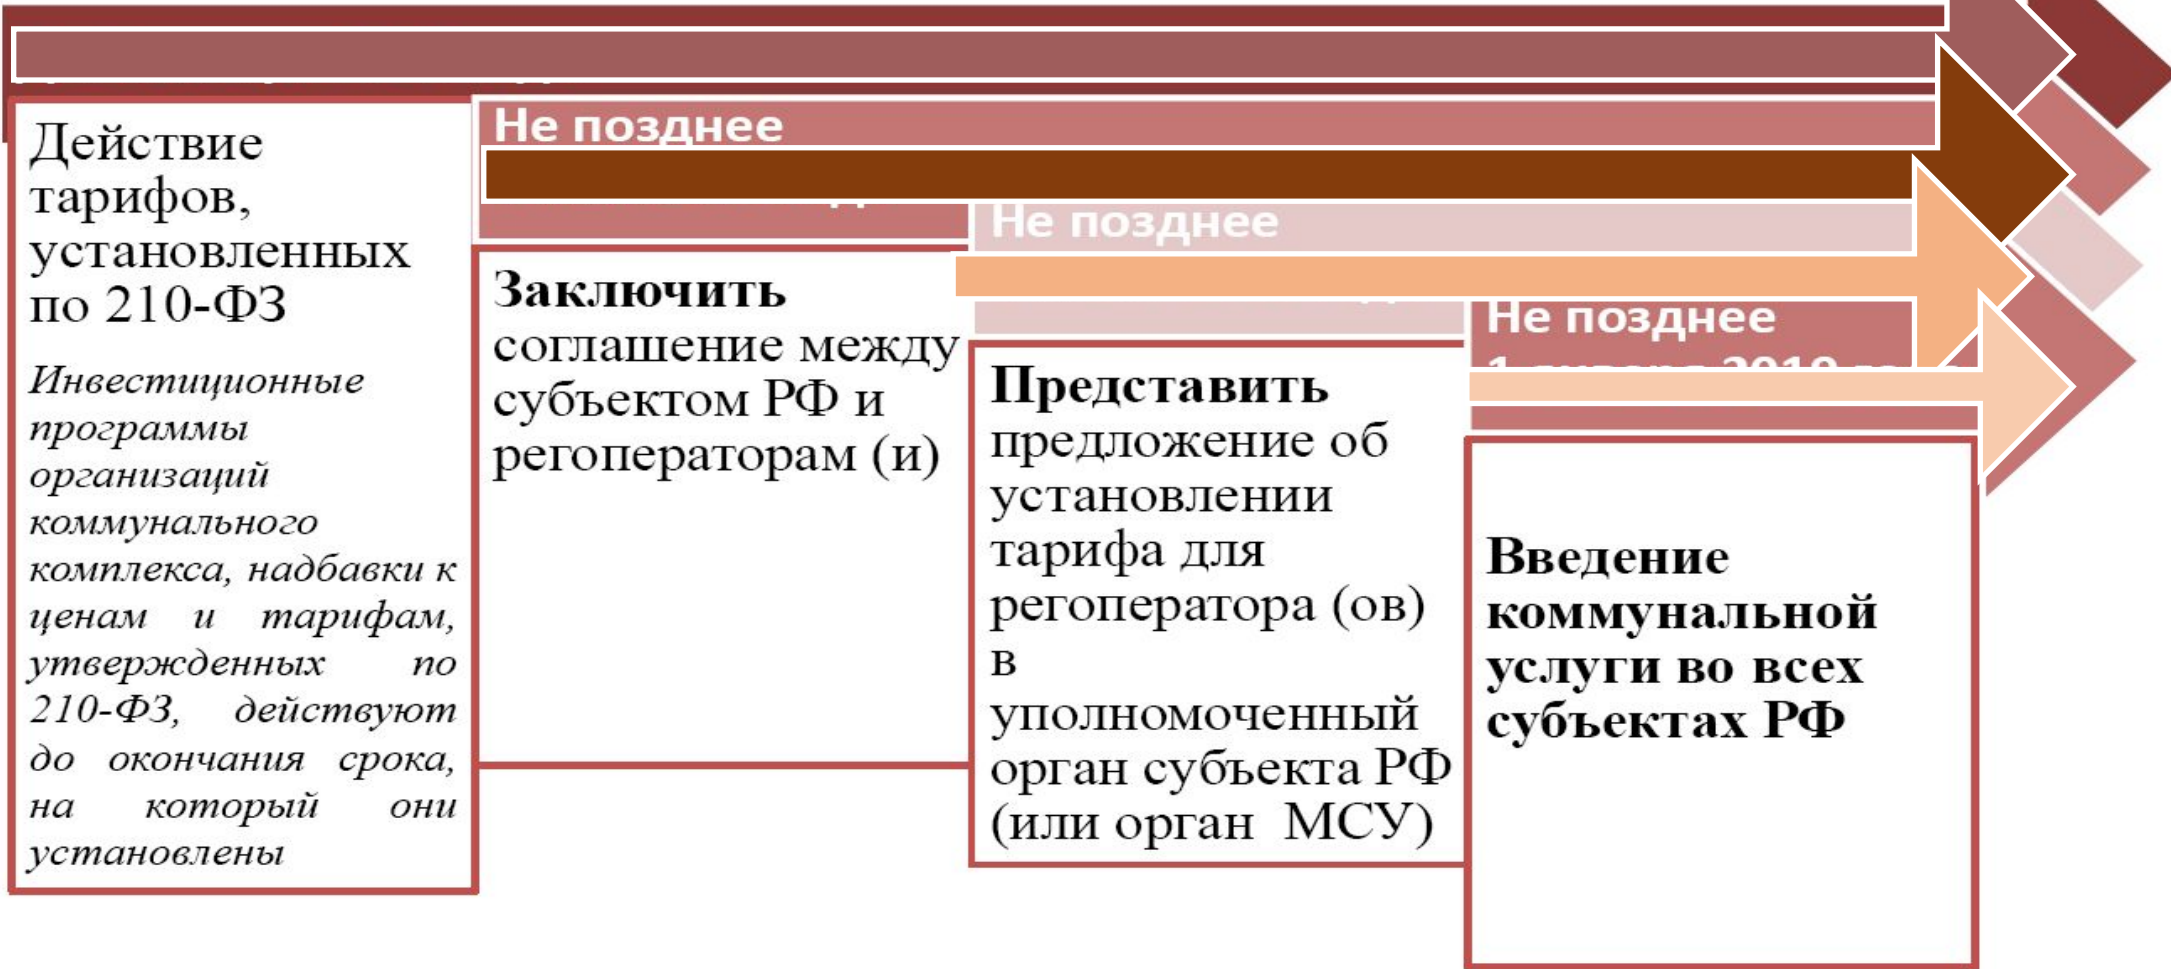 Действие
тарифов,
установленных
по 210-ФЗ
Инвестиционные
программы
организаций
коммунального
комплекса, надбавки к
ценам и тарифам,
утвержденных по
210-ФЗ, действуют
до окончания срока,
на который они
установлены
Не позднее
Заключить
соглашение между
субъектом РФ и
регоператорам (и)
Не позднее
Представить
предложение об
установлении
тарифа для
регоператора (ов)
в
уполномоченный
орган субъекта РФ
(или орган МСУ)
Не позднее
1 января
Введение
коммунальной
услуги во всех
субъектах РФ